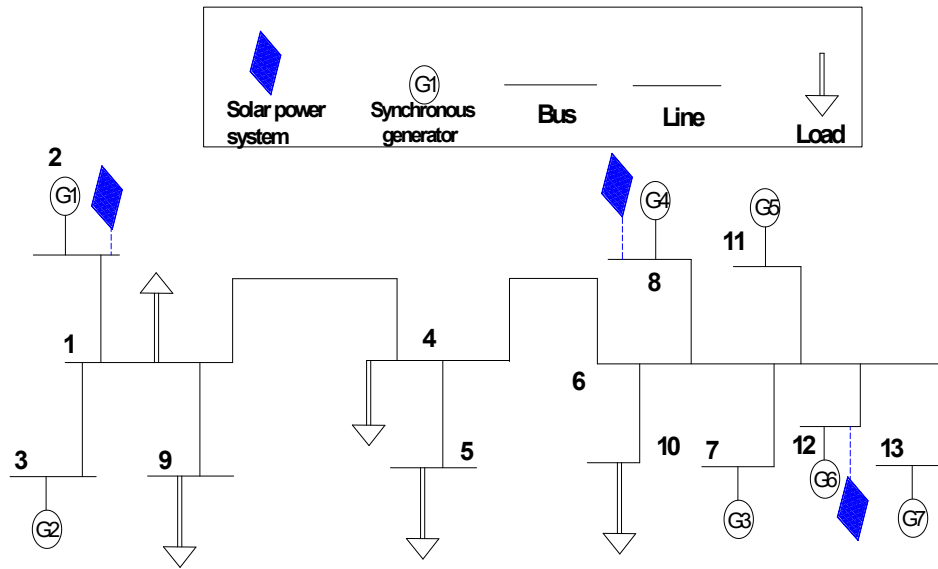 G1
Solar power system
Synchronous generator
Bus
Line
Load
2
G1
G4
G5
11
8
1
4
6
3
9
5
10
7
12
13
G2
G3
G6
G7